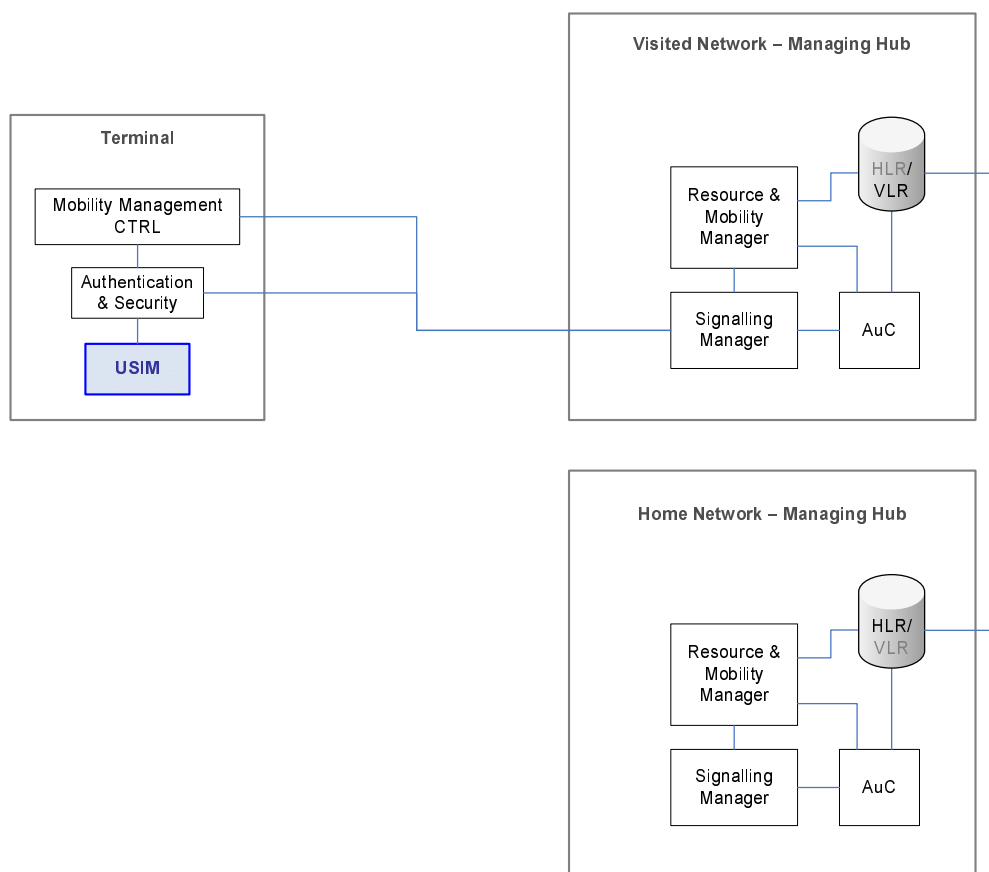 Visited Network – Managing Hub
Terminal
Mobility Management
CTRL
Authentication
& Security
USIM
Resource &
Mobility
Manager
HLR/
VLR
Signalling
Manager
AuC
Home Network – Managing Hub
Resource &
Mobility
Manager
HLR/
VLR
Signalling
Manager
AuC